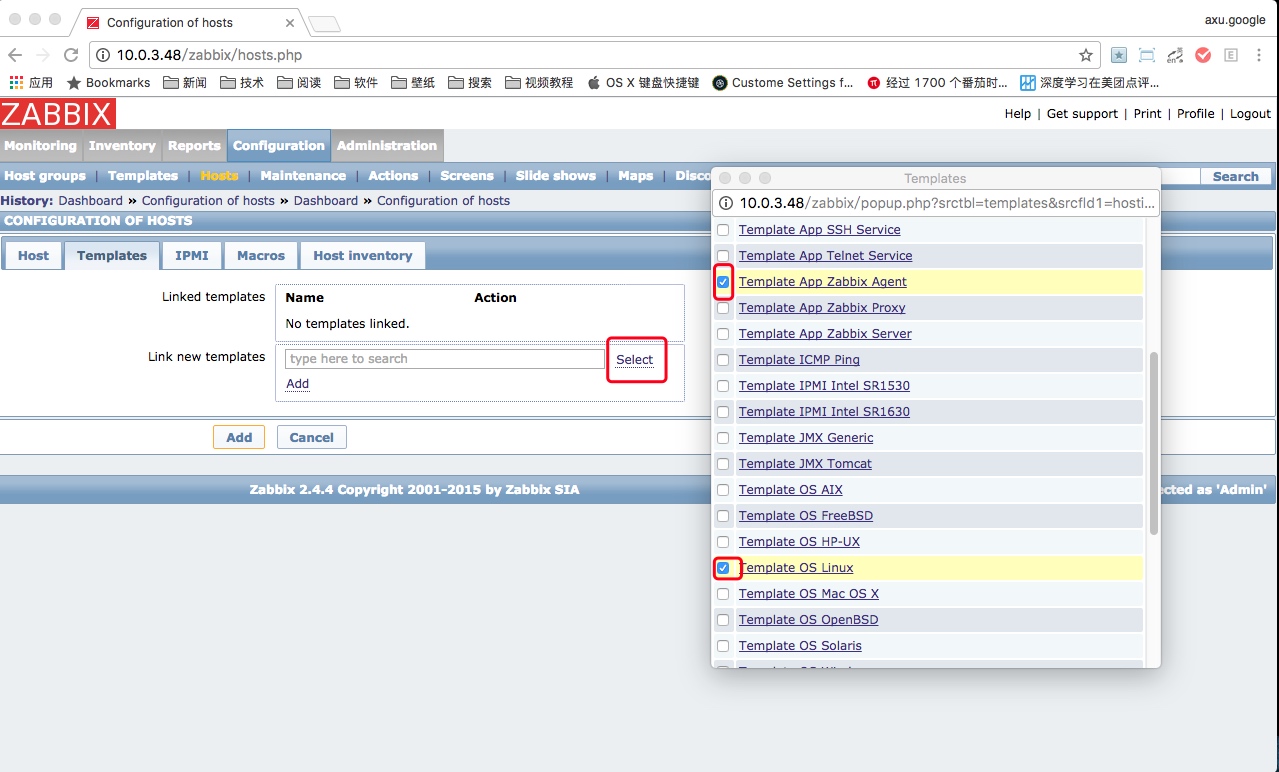 Configuration of hosts
axu.google
10.0.3.48/zabbix/hosts.php
应用 Bookmarks 新闻 技术 阅读 软件 壁纸 搜索 视频教程 OS X 键盘快捷键 Custome Settings f... 经过 1700 个番茄时... 深度学习在美团点评...
ZABBIX
Help | Get support | Print | Profile | Logout
Monitoring Inventory Reports Configuration Administration
Host groups | Templates | Hosts | Maintenance | Actions | Screens | Slide shows | Maps | Disco
Search
History: Dashboard » Configuration of hosts » Dashboard » Configuration of hosts
CONFIGURATION OF HOSTS
Host Templates IPMI Macros Host inventory
Linked templates
Name Action
No templates linked.
Link new templates
type here to search
Select
Add
Add Cancel
Zabbix 2.4.4 Copyright 2001-2015 by Zabbix SIA
ected as 'Admin'
Templates
10.0.3.48/zabbix/popup.php?srctbl=templates&srcfld1=hosti...
Template App SSH Service
Template App Telnet Service
Template App Zabbix Agent
Template App Zabbix Proxy
Template App Zabbix Server
Template ICMP Ping
Template IPMI Intel SR1530
Template IPMI Intel SR1630
Template JMX Generic
Template JMX Tomcat
Template OS AIX
Template OS FreeBSD
Template OS HP-UX
Template OS Linux
Template OS Mac OS X
Template OS OpenBSD
Template OS Solaris